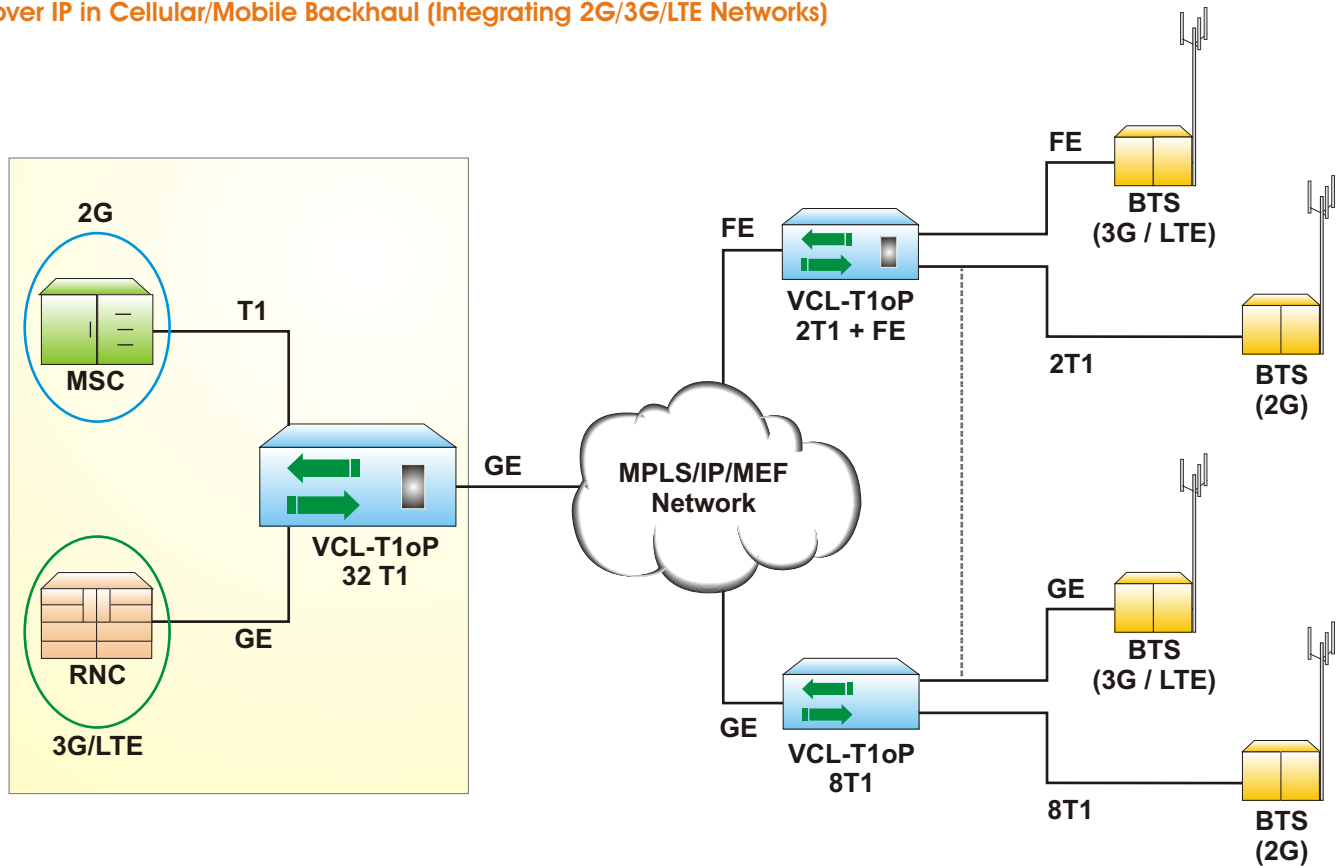 over IP in Cellular/Mobile Backhaul (Integrating 2G/3G/LTE Networks)
2G
MSC
T1
VCL-T1oP
32 T1
GE
RNC
3G/LTE
GE
MPLS/IP/MEF
Network
FE
VCL-T1oP
2T1 + FE
FE
BTS
(3G / LTE)
2T1
BTS
(2G)
GE
VCL-T1oP
8T1
GE
BTS
(3G / LTE)
8T1
BTS
(2G)